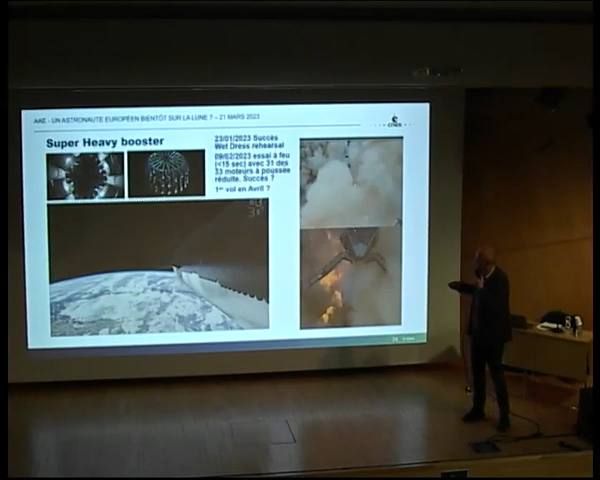 AAE - UN ASTRONAUTE EUROPÉEN BIENTÔT SUR LA LUNE ? – 21 MARS 2023
cnes
Super Heavy booster
23/01/2023 Succès
Wet Dress rehearsal
09/02/2023 essai à feu
(<15 sec) avec 31 des
33 moteurs à poussée
réduite. Succès ?
1er vol en Avril ?